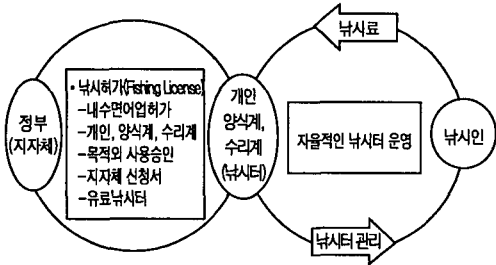 낚시료
정부
(지자체)
• 낚시허가(Fishing License)
-내수면어업허가
-개인, 양식계, 수리계
-목적외 사용승인
-지자체 신청서
-유료낚시터
개인
양식계,
수리계
(낚시터)
자율적인 낚시터 운영
낚시인
낚시터 관리